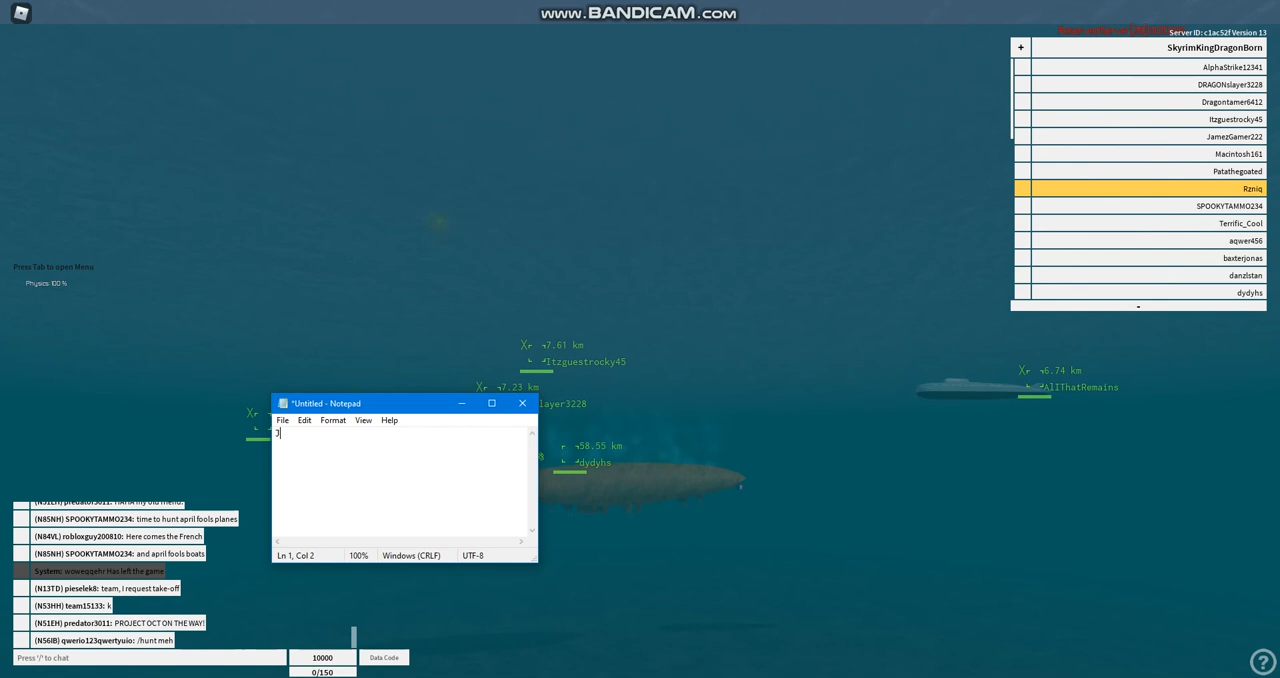 www.BANDICAM.com
Server ID: c1ac52f Version 13
+
SkyrimKingDragonBorn
AlphaStrike12341
DRAGONslayer3228
Dragontamer6412
Itzguestrocky45
JamezGamer222
Macintosh161
Patathegoated
Rzniq
SPOOKYTAMMO234
Terrific_Cool
aqwer456
baxterjonas
danzlstan
dydyhs
-
Press Tab to open Menu
Physics 100 %
7.61 km
Itzguestrocky45
6.74 km
AllThatRemains
7.23 km
layer3228
58.55 km
dydyhs
*Untitled - Notepad
File Edit Format View Help
J
Ln 1, Col 2 100% Windows (CRLF) UTF-8
(N51EH) predator3011: my old friend,
(N85NH) SPOOKYTAMMO234: time to hunt april fools planes
(N84VL) robloxguy200810: Here comes the French
(N85NH) SPOOKYTAMMO234: and april fools boats
System: woweqqehr Has left the game
(N13TD) pieselek8: team, I request take-off
(N53HH) team15133: k
(N51EH) predator3011: PROJECT OCT ON THE WAY!
(N56IB) qwerio123qwertyuio: /hunt meh
Press '/' to chat
10000
Data Code
0/150
?